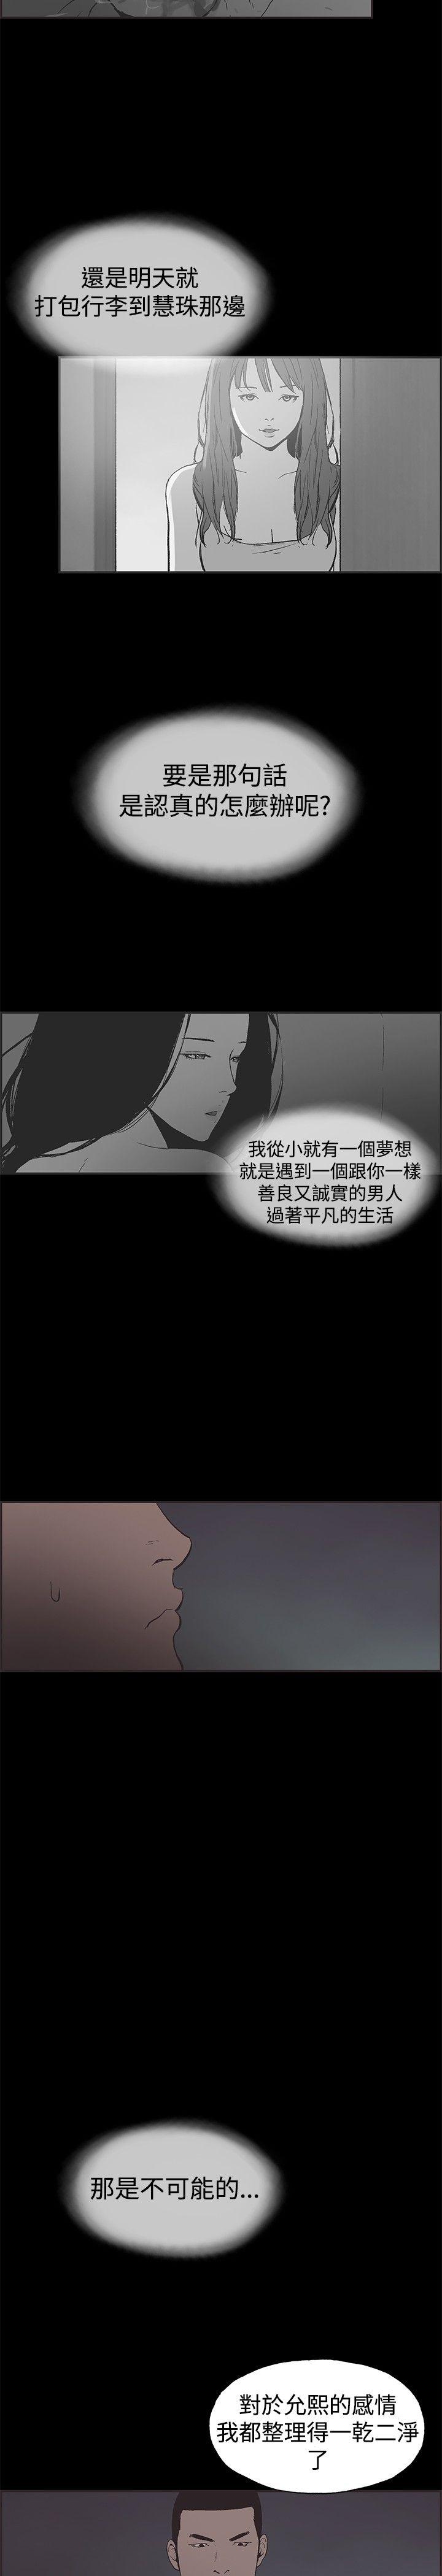 還是明天就
打包行李到慧珠那邊
要是那句話
是認真的怎麼辦呢?
我從小就有一個夢想
就是遇到一個跟你一樣
善良又誠實的男人
過著平凡的生活
那是不可能的...
對於允熙的感情
我都整理得一乾二淨
了